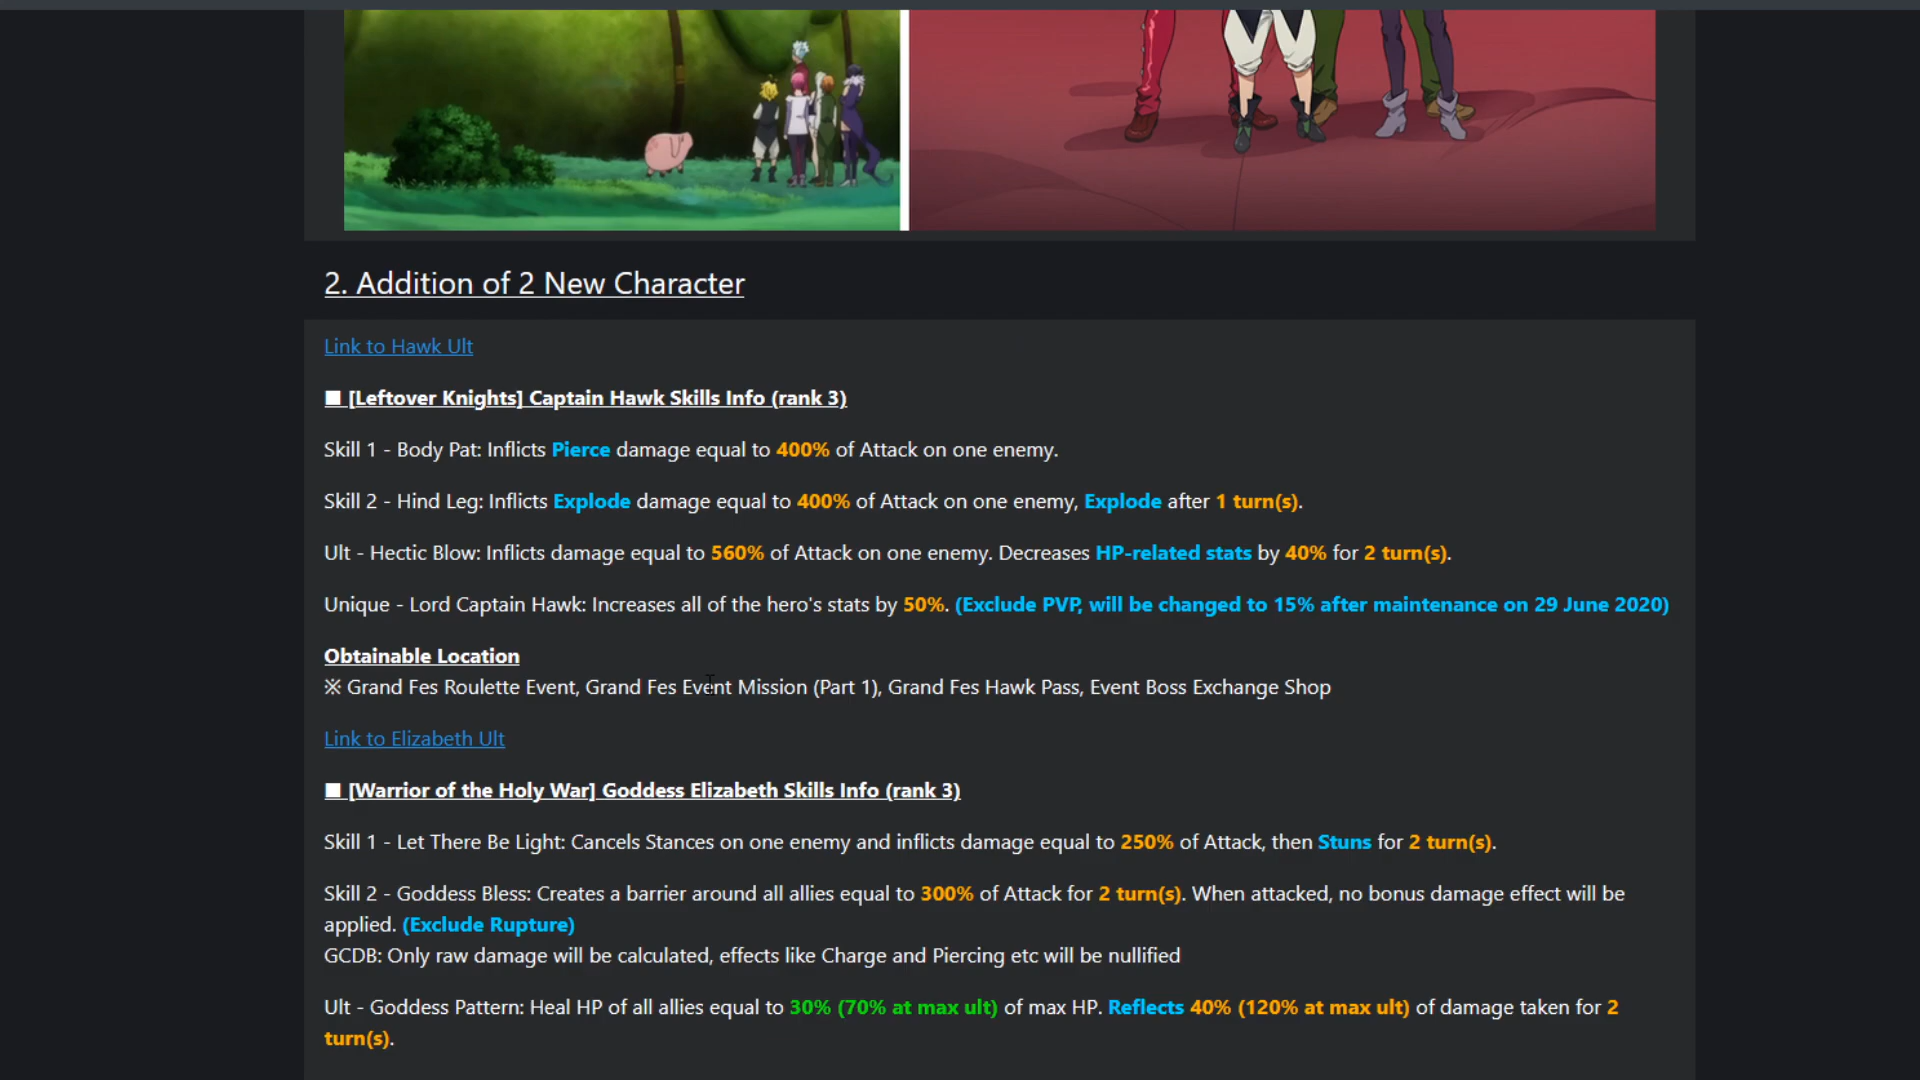 2. Addition of 2 New Character
Link to Hawk Ult
■ [Leftover Knights] Captain Hawk Skills Info (rank 3)
Skill 1 - Body Pat: Inflicts Pierce damage equal to 400% of Attack on one enemy.
Skill 2 - Hind Leg: Inflicts Explode damage equal to 400% of Attack on one enemy, Explode after 1 turn(s).
Ult - Hectic Blow: Inflicts damage equal to 560% of Attack on one enemy. Decreases HP-related stats by 40% for 2 turn(s).
Unique - Lord Captain Hawk: Increases all of the hero's stats by 50%. (Exclude PVP, will be changed to 15% after maintenance on 29 June 2020)
Obtainable Location
※ Grand Fes Roulette Event, Grand Fes Event Mission (Part 1), Grand Fes Hawk Pass, Event Boss Exchange Shop
Link to Elizabeth Ult
■ [Warrior of the Holy War] Goddess Elizabeth Skills Info (rank 3)
Skill 1 - Let There Be Light: Cancels Stances on one enemy and inflicts damage equal to 250% of Attack, then Stuns for 2 turn(s).
Skill 2 - Goddess Bless: Creates a barrier around all allies equal to 300% of Attack for 2 turn(s). When attacked, no bonus damage effect will be
applied. (Exclude Rupture)
GCDB: Only raw damage will be calculated, effects like Charge and Piercing etc will be nullified
Ult - Goddess Pattern: Heal HP of all allies equal to 30% (70% at max ult) of max HP. Reflects 40% (120% at max ult) of damage taken for 2
turn(s).